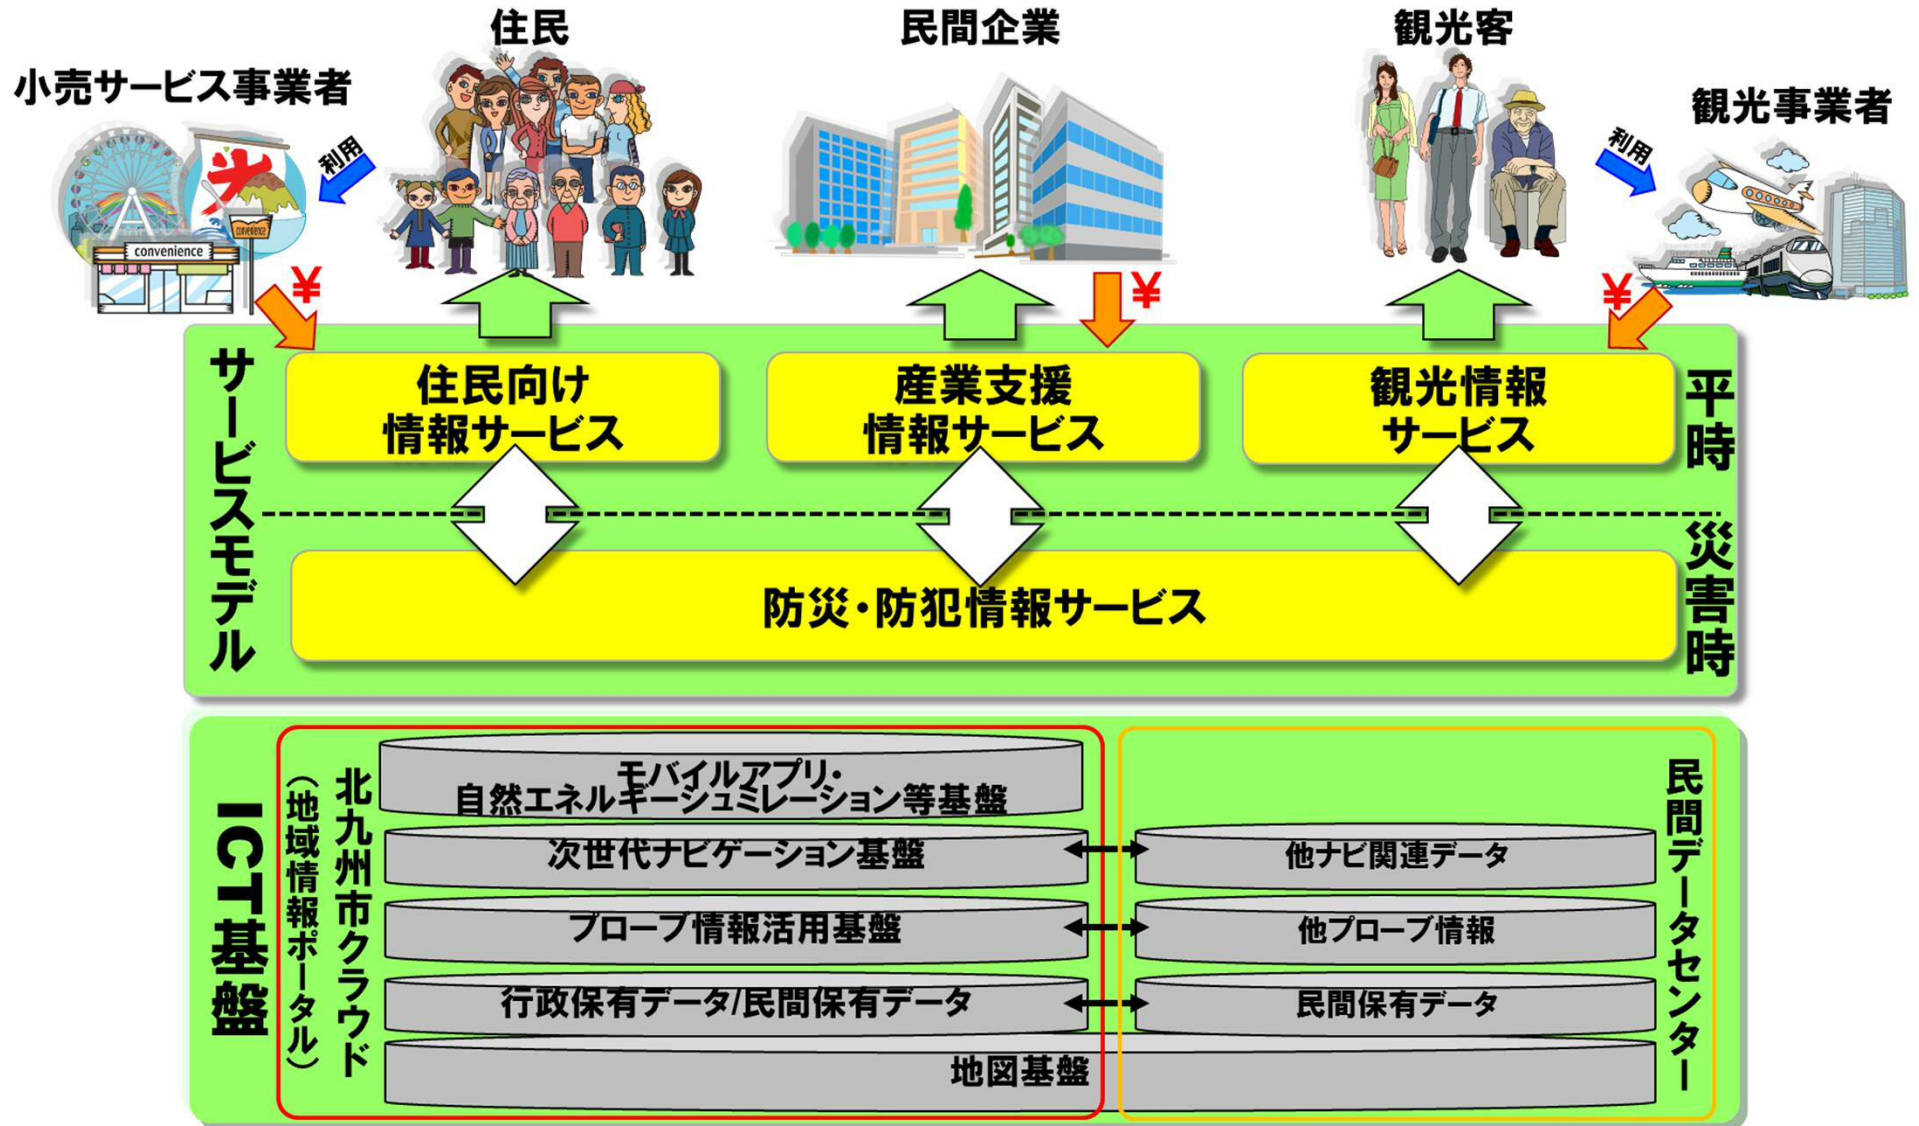 住民
民間企業
観光客
小売サービス事業者
観光事業者
利用
利用
convenience
convenience
¥
¥
¥
サービスモデル
住民向け
情報サービス
産業支援
情報サービス
観光情報
サービス
平時
防災・防犯情報サービス
災害時
ICT基盤
北九州市クラウド
（地域情報ポータル）
モバイルアプリ・
自然エネルギーシュミレーション等基盤
次世代ナビゲーション基盤
他ナビ関連データ
プローブ情報活用基盤
他プローブ情報
行政保有データ/民間保有データ
民間保有データ
地図基盤
民間データセンター